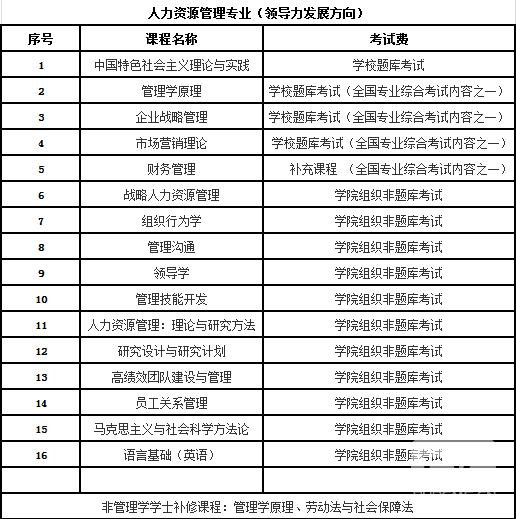 人力资源管理专业（领导力发展方向）
序号 课程名称 考试费
1 中国特色社会主义理论与实践 学校题库考试
2 管理学原理 学校题库考试（全国专业综合考试内容之一）
3 企业战略管理 学校题库考试（全国专业综合考试内容之一）
4 市场营销理论 学校题库考试（全国专业综合考试内容之一）
5 财务管理 补充课程 （全国专业综合考试内容之一）
6 战略人力资源管理 学院组织非题库考试
7 组织行为学 学院组织非题库考试
8 管理沟通 学院组织非题库考试
9 领导学 学院组织非题库考试
10 管理技能开发 学院组织非题库考试
11 人力资源管理：理论与研究方法 学院组织非题库考试
12 研究设计与研究计划 学院组织非题库考试
13 高绩效团队建设与管理 学院组织非题库考试
14 员工关系管理 学院组织非题库考试
15 马克思主义与社会科学方法论 学院组织非题库考试
16 语言基础（英语） 学院组织非题库考试
非管理学学士补修课程：管理学原理、劳动法与社会保障法